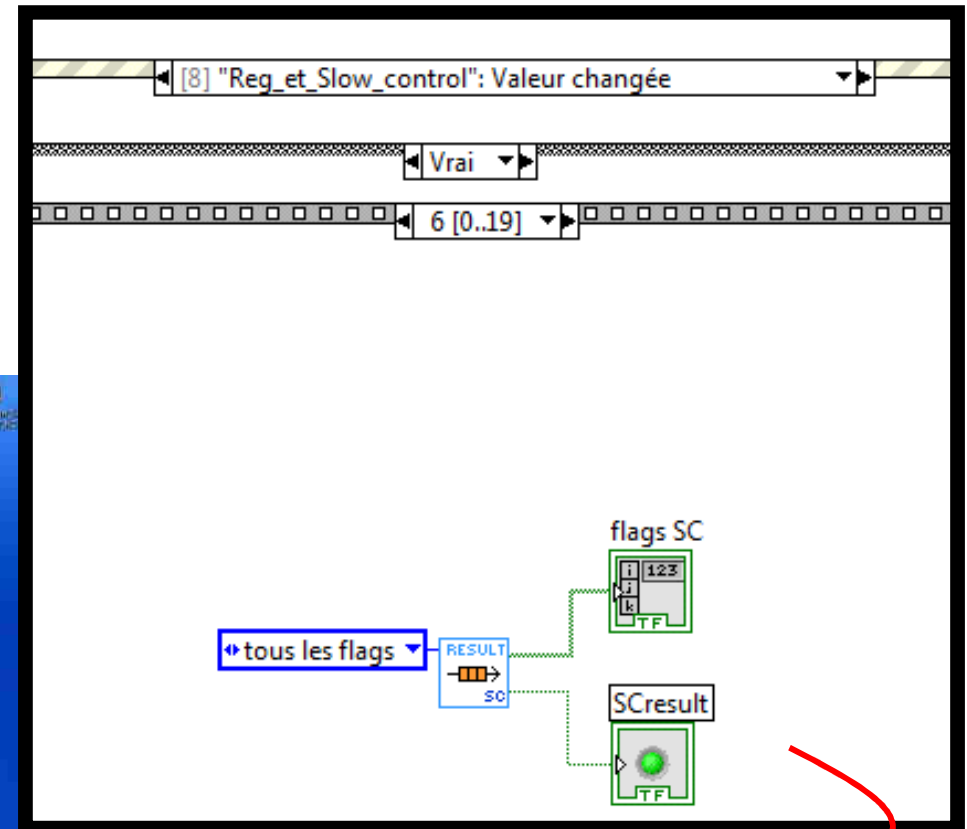 [8] "Reg_et_Slow_control": Valeur changée
Vrai
6 [0..19]
flags SC
i 123
j
k
TF
tous les flags
RESULT
SC
SCresult
TF